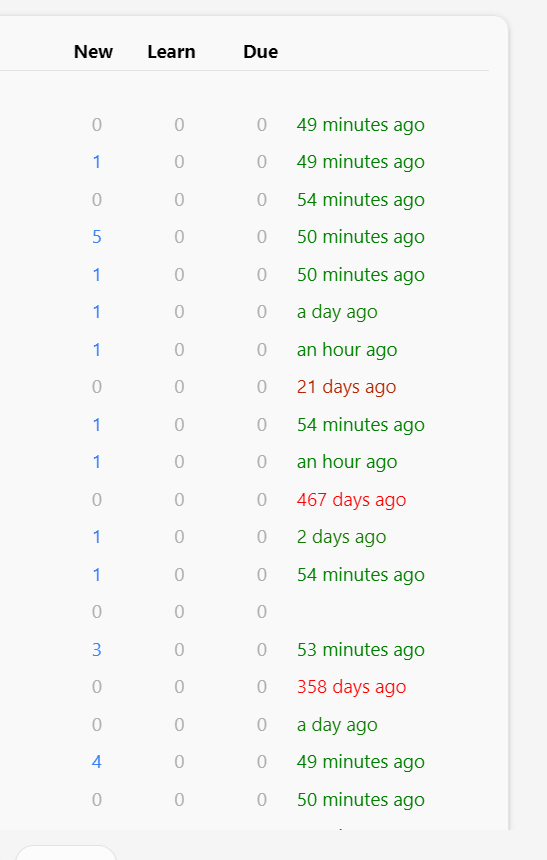 New Learn Due
0 0 0 49 minutes ago
1 0 0 49 minutes ago
0 0 0 54 minutes ago
5 0 0 50 minutes ago
1 0 0 50 minutes ago
1 0 0 a day ago
1 0 0 an hour ago
0 0 0 21 days ago
1 0 0 54 minutes ago
1 0 0 an hour ago
0 0 0 467 days ago
1 0 0 2 days ago
1 0 0 54 minutes ago
0 0 0
3 0 0 53 minutes ago
0 0 0 358 days ago
0 0 0 a day ago
4 0 0 49 minutes ago
0 0 0 50 minutes ago